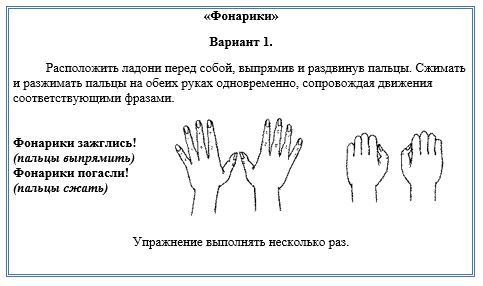 «Фонарики»
Вариант 1.
Расположить ладони перед собой, выпрямив и раздвинув пальцы. Сжимать
и разжимать пальцы на обеих руках одновременно, сопровождая движения
соответствующими фразами.
Фонарики зажглись!
(пальцы выпрямить)
Фонарики погасли!
(пальцы сжать)
Упражнение выполнять несколько раз.